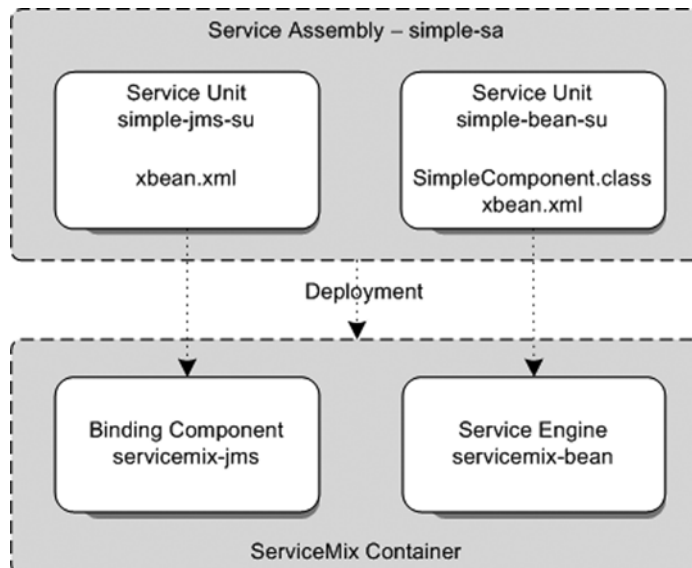 Service Assembly – simple-sa
Service Unit
simple-jms-su
xbean.xml
Service Unit
simple-bean-su
SimpleComponent.class
xbean.xml
Deployment
Binding Component
servicemix-jms
Service Engine
servicemix-bean
ServiceMix Container